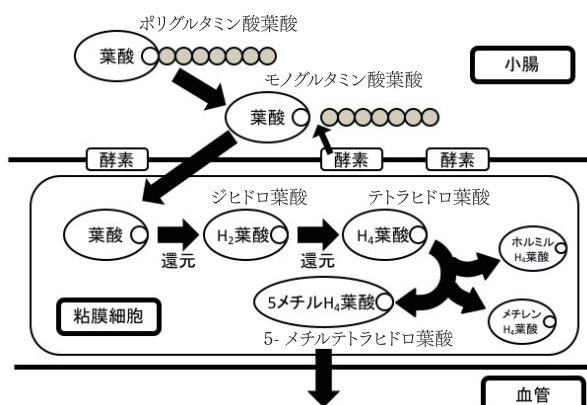 ポリグルタミン酸葉酸
葉酸
小腸
モノグルタミン酸葉酸
葉酸
酵素
酵素
酵素
ジヒドロ葉酸
テトラヒドロ葉酸
葉酸
還元
H₂葉酸
還元
H₄葉酸
ホルミル
H₄葉酸
5メチルH₄葉酸
メチレン
H₄葉酸
粘膜細胞
5- メチルテトラヒドロ葉酸
血管